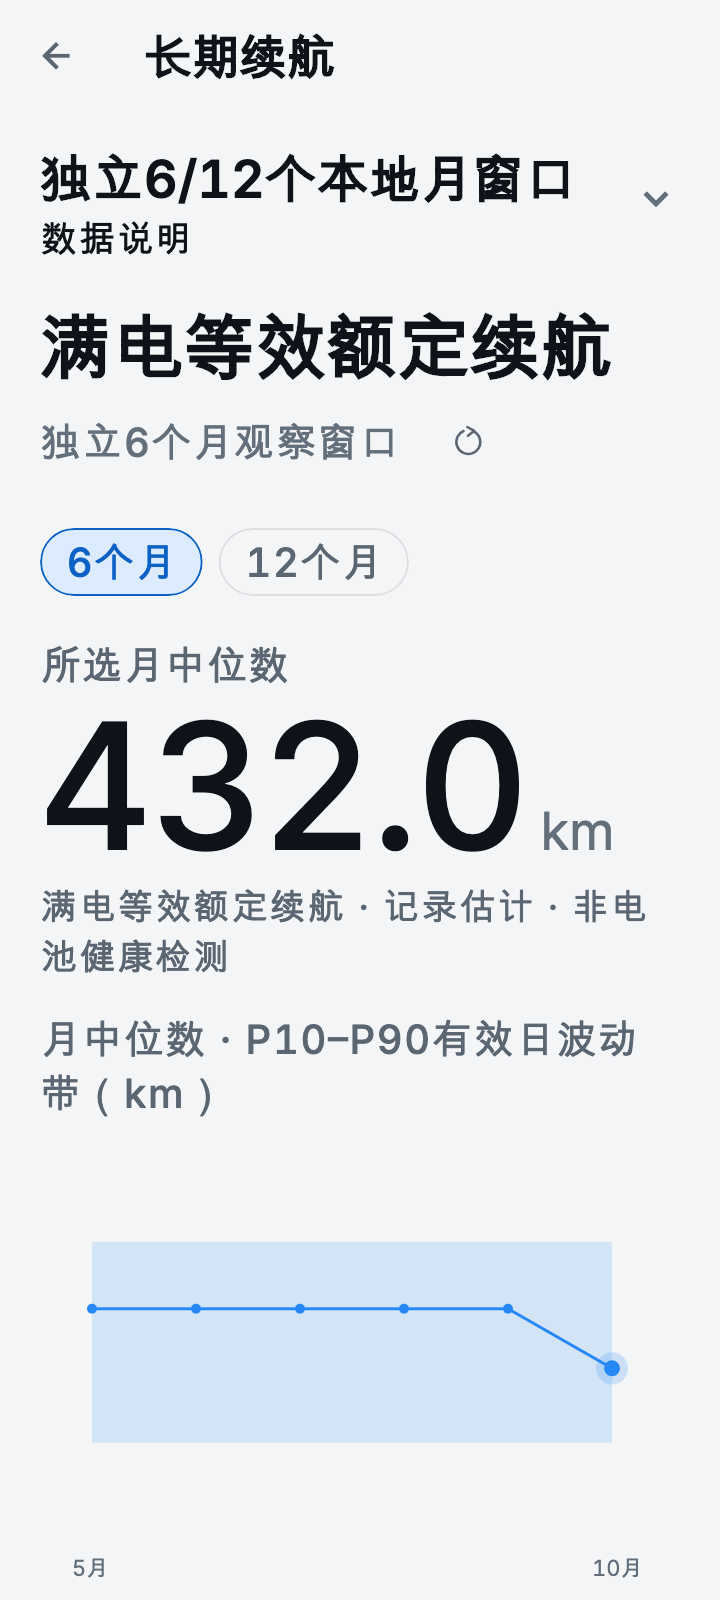 长期续航
独立6/12个本地月窗口
数据说明
满电等效额定续航
独立6个月观察窗口
6个月
12个月
所选月中位数
432.0 km
满电等效额定续航 · 记录估计 · 非电
池健康检测
月中位数 · P10–P90有效日波动
带（km）
5月
10月